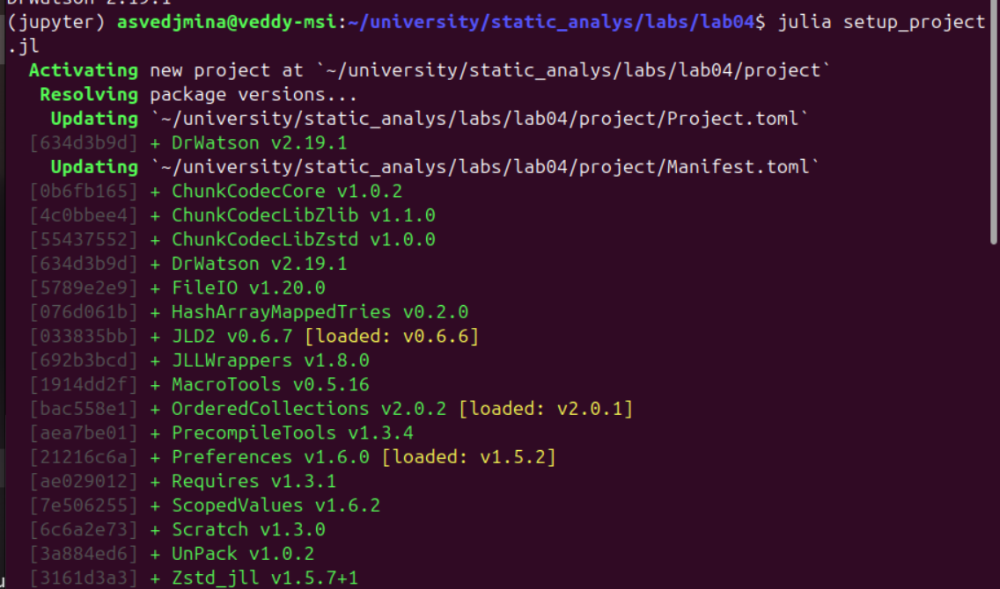 DrWatson 2.19.1
(jupyter) asvedjmina@veddy-msi:~/university/static_analys/labs/lab04$ julia setup_project
.jl
Activating new project at `~/university/static_analys/labs/lab04/project`
Resolving package versions...
Updating `~/university/static_analys/labs/lab04/project/Project.toml`
[634d3b9d] + DrWatson v2.19.1
Updating `~/university/static_analys/labs/lab04/project/Manifest.toml`
[0b6fb165] + ChunkCodecCore v1.0.2
[4c0bbee4] + ChunkCodecLibZlib v1.1.0
[55437552] + ChunkCodecLibZstd v1.0.0
[634d3b9d] + DrWatson v2.19.1
[5789e2e9] + FileIO v1.20.0
[076d061b] + HashArrayMappedTries v0.2.0
[033835bb] + JLD2 v0.6.7 [loaded: v0.6.6]
[692b3bcd] + JLLWrappers v1.8.0
[1914dd2f] + MacroTools v0.5.16
[bac558e1] + OrderedCollections v2.0.2 [loaded: v2.0.1]
[aea7be01] + PrecompileTools v1.3.4
[21216c6a] + Preferences v1.6.0 [loaded: v1.5.2]
[ae029012] + Requires v1.3.1
[7e506255] + ScopedValues v1.6.2
[6c6a2e73] + Scratch v1.3.0
[3a884ed6] + UnPack v1.0.2
[3161d3a3] + Zstd_jll v1.5.7+1